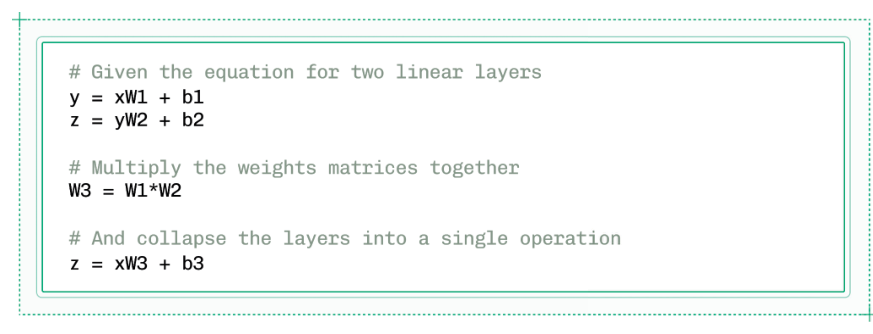 # Given the equation for two linear layers
y = xW1 + b1
z = yW2 + b2
# Multiply the weights matrices together
W3 = W1*W2
# And collapse the layers into a single operation
z = xW3 + b3